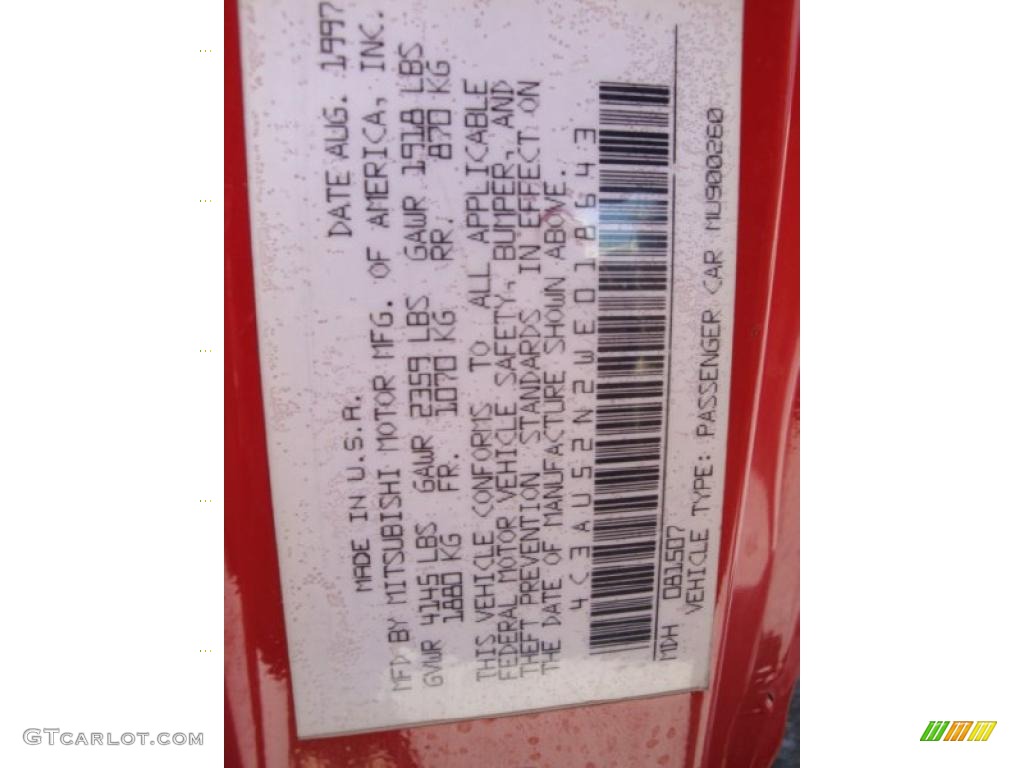 MADE IN U.S.A. DATE AUG. 1997
MFD BY MITSUBISHI MOTOR MFG. OF AMERICA, INC.
GVWR 4145 LBS GAWR 2359 LBS GAWR 1918 LBS
1880 KG FR. 1070 KG RR. 870 KG
THIS VEHICLE CONFORMS TO ALL APPLICABLE
FEDERAL MOTOR VEHICLE SAFETY, BUMPER, AND
THEFT PREVENTION STANDARDS IN EFFECT ON
THE DATE OF MANUFACTURE SHOWN ABOVE.
4C3AU52N2WE018643
MDH 081507
VEHICLE TYPE: PASSENGER CAR MU900260
GTCARLOT.COM